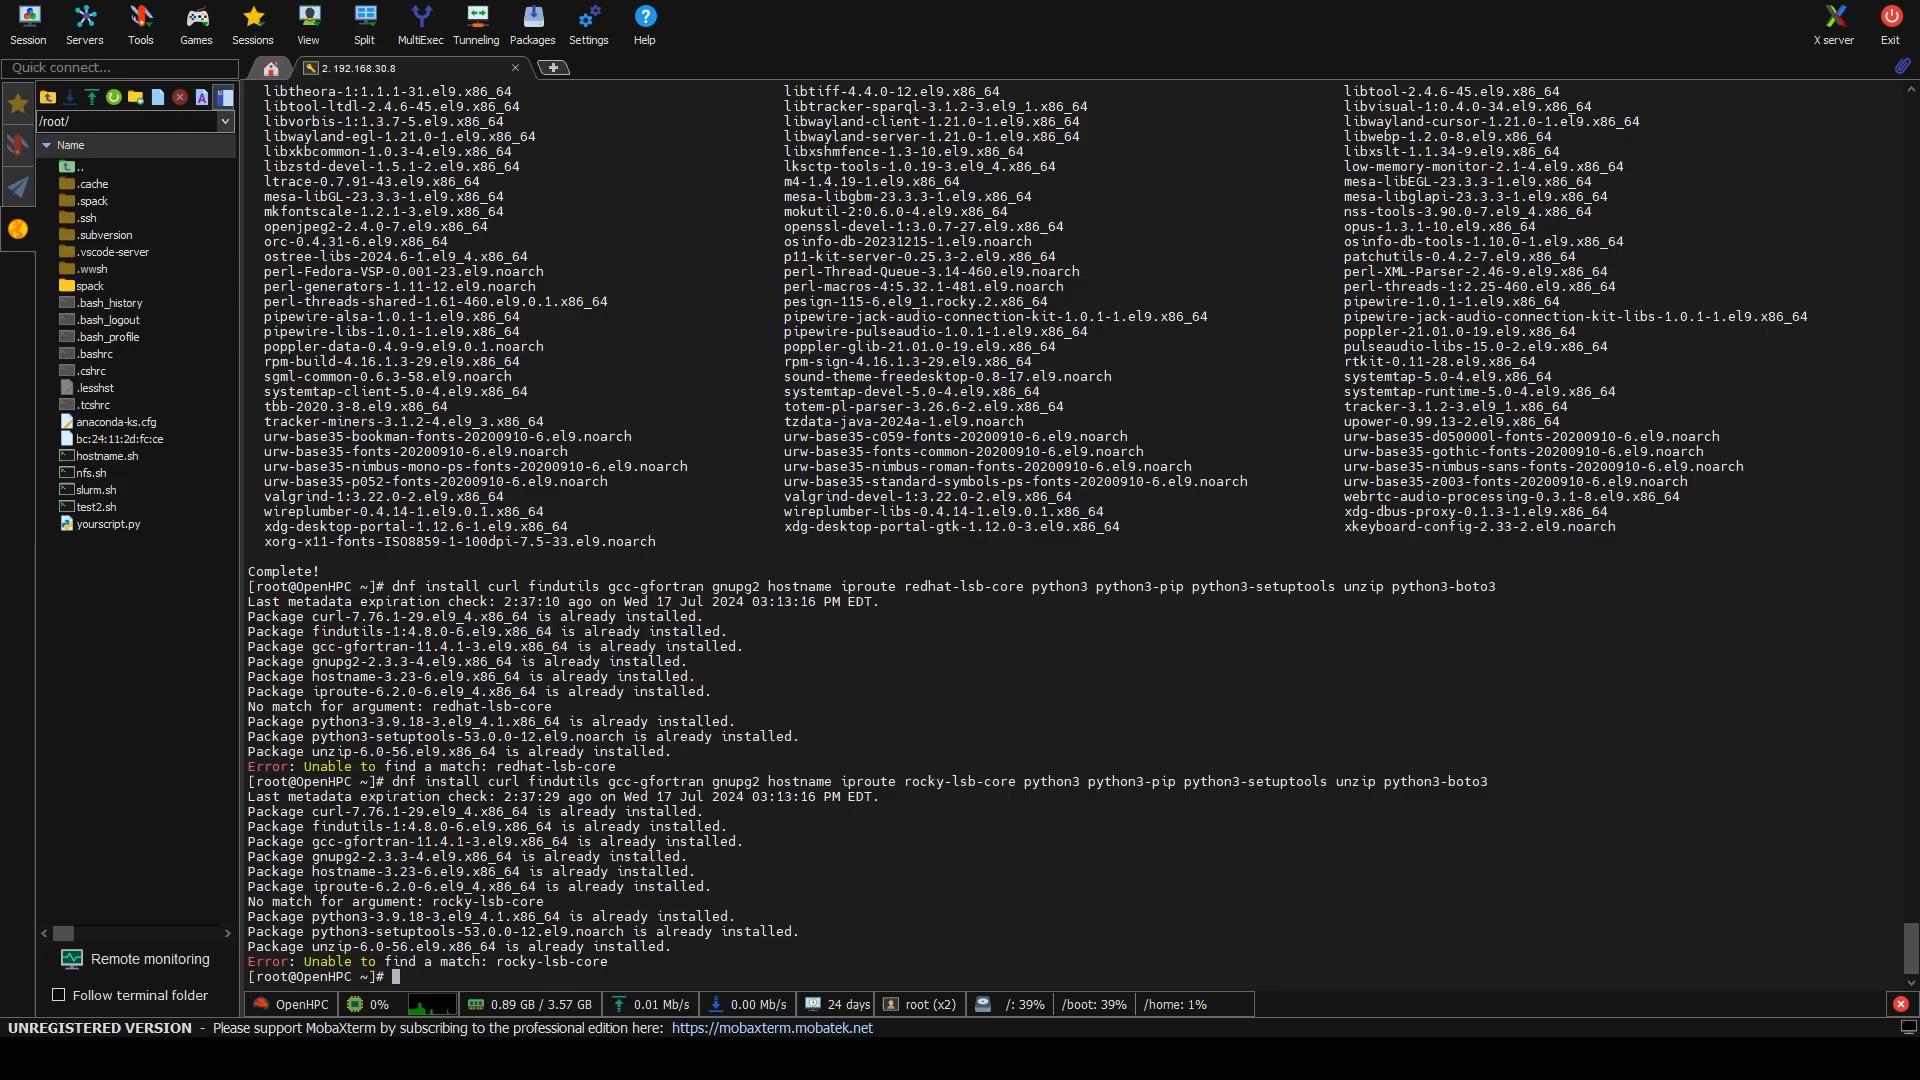 Session Servers Tools Games Sessions View Split MultiExec Tunneling Packages Settings Help X server Exit
Quick connect...
2. 192.168.30.8
/root/
Name
..
.cache
.spack
.ssh
.subversion
.vscode-server
.wwsh
spack
.bash_history
.bash_logout
.bash_profile
.bashrc
.cshrc
.lesshst
.tcshrc
anaconda-ks.cfg
bc:24:11:2d:fc:ce
hostname.sh
nfs.sh
slurm.sh
test2.sh
yourscript.py
Remote monitoring
Follow terminal folder
libtheora-1:1.1.1-31.el9.x86_64 libtiff-4.4.0-12.el9.x86_64 libtool-2.4.6-45.el9.x86_64
libtool-ltdl-2.4.6-45.el9.x86_64 libtracker-sparql-3.1.2-3.el9_1.x86_64 libvisual-1:0.4.0-34.el9.x86_64
libvorbis-1:1.3.7-5.el9.x86_64 libwayland-client-1.21.0-1.el9.x86_64 libwayland-cursor-1.21.0-1.el9.x86_64
libwayland-egl-1.21.0-1.el9.x86_64 libwayland-server-1.21.0-1.el9.x86_64 libwebp-1.2.0-8.el9.x86_64
libxkbcommon-1.0.3-4.el9.x86_64 libxshmfence-1.3-10.el9.x86_64 libxslt-1.1.34-9.el9.x86_64
libzstd-devel-1.5.1-2.el9.x86_64 lksctp-tools-1.0.19-3.el9_4.x86_64 low-memory-monitor-2.1-4.el9.x86_64
ltrace-0.7.91-43.el9.x86_64 m4-1.4.19-1.el9.x86_64 mesa-libEGL-23.3.3-1.el9.x86_64
mesa-libGL-23.3.3-1.el9.x86_64 mesa-libgbm-23.3.3-1.el9.x86_64 mesa-libglapi-23.3.3-1.el9.x86_64
mkfontscale-1.2.1-3.el9.x86_64 mokutil-2:0.6.0-4.el9.x86_64 nss-tools-3.90.0-7.el9_4.x86_64
openjpeg2-2.4.0-7.el9.x86_64 openssl-devel-1:3.0.7-27.el9.x86_64 opus-1.3.1-10.el9.x86_64
orc-0.4.31-6.el9.x86_64 osinfo-db-20231215-1.el9.noarch osinfo-db-tools-1.10.0-1.el9.x86_64
ostree-libs-2024.6-1.el9_4.x86_64 p11-kit-server-0.25.3-2.el9.x86_64 patchutils-0.4.2-7.el9.x86_64
perl-Fedora-VSP-0.001-23.el9.noarch perl-Thread-Queue-3.14-460.el9.noarch perl-XML-Parser-2.46-9.el9.x86_64
perl-generators-1.11-12.el9.noarch perl-macros-4:5.32.1-481.el9.noarch perl-threads-1:2.25-460.el9.x86_64
perl-threads-shared-1.61-460.el9.0.1.x86_64 pesign-115-6.el9_1.rocky.2.x86_64 pipewire-1.0.1-1.el9.x86_64
pipewire-alsa-1.0.1-1.el9.x86_64 pipewire-jack-audio-connection-kit-1.0.1-1.el9.x86_64 pipewire-jack-audio-connection-kit-libs-1.0.1-1.el9.x86_64
pipewire-libs-1.0.1-1.el9.x86_64 pipewire-pulseaudio-1.0.1-1.el9.x86_64 poppler-21.01.0-19.el9.x86_64
poppler-data-0.4.9-9.el9.0.1.noarch poppler-glib-21.01.0-19.el9.x86_64 pulseaudio-libs-15.0-2.el9.x86_64
rpm-build-4.16.1.3-29.el9.x86_64 rpm-sign-4.16.1.3-29.el9.x86_64 rtkit-0.11-28.el9.x86_64
sgml-common-0.6.3-58.el9.noarch sound-theme-freedesktop-0.8-17.el9.noarch systemtap-5.0-4.el9.x86_64
systemtap-client-5.0-4.el9.x86_64 systemtap-devel-5.0-4.el9.x86_64 systemtap-runtime-5.0-4.el9.x86_64
tbb-2020.3-8.el9.x86_64 totem-pl-parser-3.26.6-2.el9.x86_64 tracker-3.1.2-3.el9_1.x86_64
tracker-miners-3.1.2-4.el9_3.x86_64 tzdata-java-2024a-1.el9.noarch upower-0.99.13-2.el9.x86_64
urw-base35-bookman-fonts-20200910-6.el9.noarch urw-base35-c059-fonts-20200910-6.el9.noarch urw-base35-d050000l-fonts-20200910-6.el9.noarch
urw-base35-fonts-20200910-6.el9.noarch urw-base35-fonts-common-20200910-6.el9.noarch urw-base35-gothic-fonts-20200910-6.el9.noarch
urw-base35-nimbus-mono-ps-fonts-20200910-6.el9.noarch urw-base35-nimbus-roman-fonts-20200910-6.el9.noarch urw-base35-nimbus-sans-fonts-20200910-6.el9.noarch
urw-base35-p052-fonts-20200910-6.el9.noarch urw-base35-standard-symbols-ps-fonts-20200910-6.el9.noarch urw-base35-z003-fonts-20200910-6.el9.noarch
valgrind-1:3.22.0-2.el9.x86_64 valgrind-devel-1:3.22.0-2.el9.x86_64 webrtc-audio-processing-0.3.1-8.el9.x86_64
wireplumber-0.4.14-1.el9.0.1.x86_64 wireplumber-libs-0.4.14-1.el9.0.1.x86_64 xdg-dbus-proxy-0.1.3-1.el9.x86_64
xdg-desktop-portal-1.12.6-1.el9.x86_64 xdg-desktop-portal-gtk-1.12.0-3.el9.x86_64 xkeyboard-config-2.33-2.el9.noarch
xorg-x11-fonts-ISO8859-1-100dpi-7.5-33.el9.noarch
Complete!
[root@OpenHPC ~]# dnf install curl findutils gcc-gfortran gnupg2 hostname iproute redhat-lsb-core python3 python3-pip python3-setuptools unzip python3-boto3
Last metadata expiration check: 2:37:10 ago on Wed 17 Jul 2024 03:13:16 PM EDT.
Package curl-7.76.1-29.el9_4.x86_64 is already installed.
Package findutils-1:4.8.0-6.el9.x86_64 is already installed.
Package gcc-gfortran-11.4.1-3.el9.x86_64 is already installed.
Package gnupg2-2.3.3-4.el9.x86_64 is already installed.
Package hostname-3.23-6.el9.x86_64 is already installed.
Package iproute-6.2.0-6.el9_4.x86_64 is already installed.
No match for argument: redhat-lsb-core
Package python3-3.9.18-3.el9_4.1.x86_64 is already installed.
Package python3-setuptools-53.0.0-12.el9.noarch is already installed.
Package unzip-6.0-56.el9.x86_64 is already installed.
Error: Unable to find a match: redhat-lsb-core
[root@OpenHPC ~]# dnf install curl findutils gcc-gfortran gnupg2 hostname iproute rocky-lsb-core python3 python3-pip python3-setuptools unzip python3-boto3
Last metadata expiration check: 2:37:29 ago on Wed 17 Jul 2024 03:13:16 PM EDT.
Package curl-7.76.1-29.el9_4.x86_64 is already installed.
Package findutils-1:4.8.0-6.el9.x86_64 is already installed.
Package gcc-gfortran-11.4.1-3.el9.x86_64 is already installed.
Package gnupg2-2.3.3-4.el9.x86_64 is already installed.
Package hostname-3.23-6.el9.x86_64 is already installed.
Package iproute-6.2.0-6.el9_4.x86_64 is already installed.
No match for argument: rocky-lsb-core
Package python3-3.9.18-3.el9_4.1.x86_64 is already installed.
Package python3-setuptools-53.0.0-12.el9.noarch is already installed.
Package unzip-6.0-56.el9.x86_64 is already installed.
Error: Unable to find a match: rocky-lsb-core
[root@OpenHPC ~]#
OpenHPC 0% 0.89 GB / 3.57 GB 0.01 Mb/s 0.00 Mb/s 24 days root (x2) /: 39% /boot: 39% /home: 1%
UNREGISTERED VERSION - Please support MobaXterm by subscribing to the professional edition here: https://mobaxterm.mobatek.net